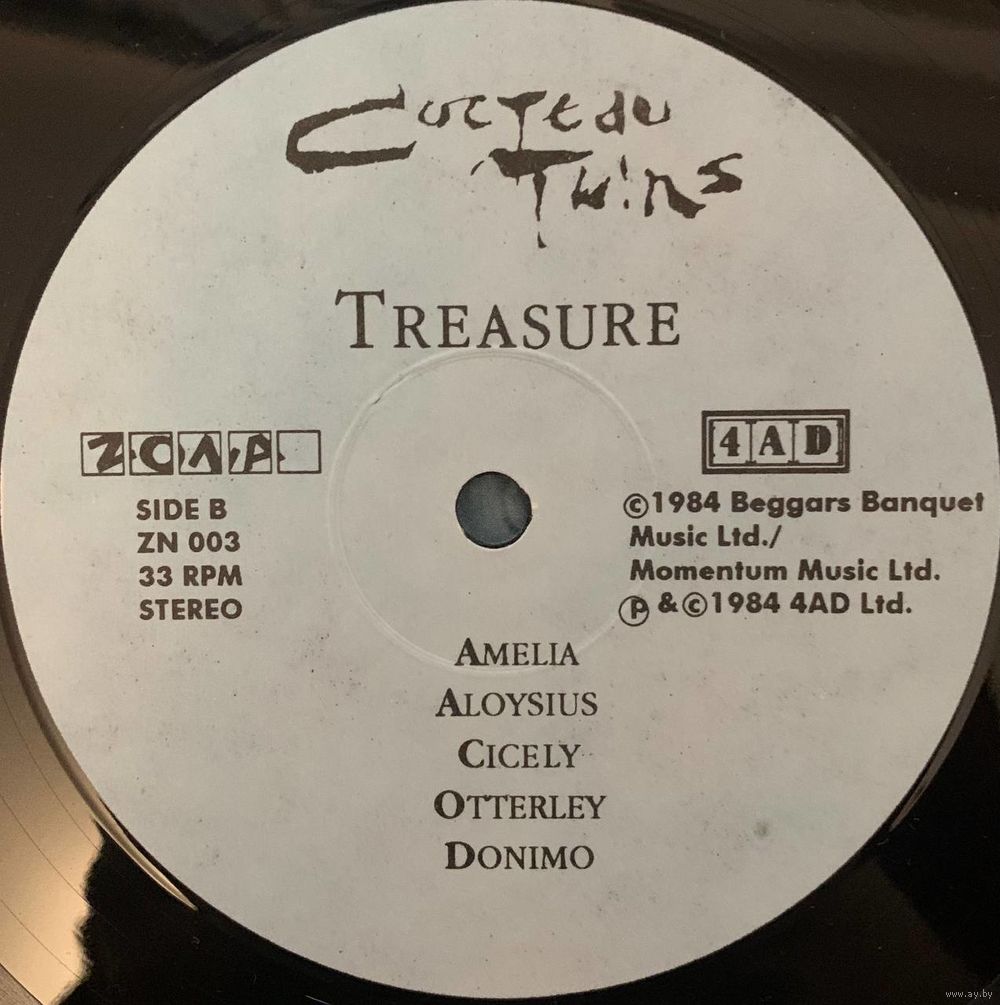 Cocteau
Twins
TREASURE
SIDE B
ZN 003
33 RPM
STEREO
4AD
©1984 Beggars Banquet
Music Ltd./
Momentum Music Ltd.
℗ &©1984 4AD Ltd.
AMELIA
ALOYSIUS
CICELY
OTTERLEY
DONIMO
www.ay.by